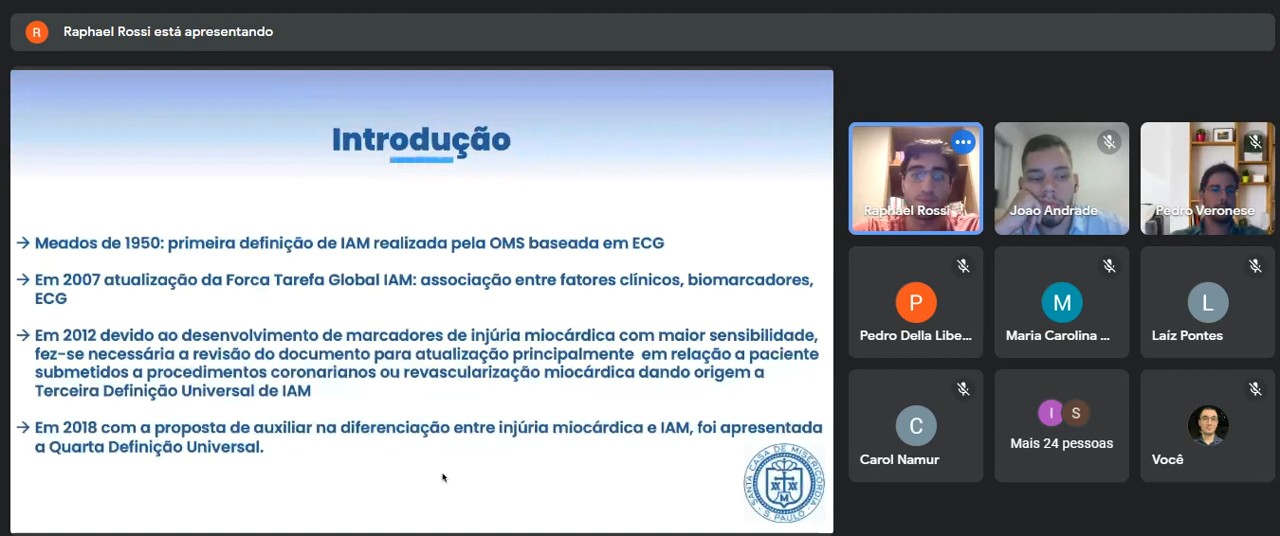 R
Raphael Rossi está apresentando
Introdução
→ Meados de 1950: primeira definição de IAM realizada pela OMS baseada em ECG
→ Em 2007 atualização da Forca Tarefa Global IAM: associação entre fatores clínicos, biomarcadores,
ECG
→ Em 2012 devido ao desenvolvimento de marcadores de injúria miocárdica com maior sensibilidade,
fez-se necessária a revisão do documento para atualização principalmente em relação a paciente
submetidos a procedimentos coronarianos ou revascularização miocárdica dando origem a
Terceira Definição Universal de IAM
→ Em 2018 com a proposta de auxiliar na diferenciação entre injúria miocárdica e IAM, foi apresentada
a Quarta Definição Universal.
SANTA CASA DE MISERICÓRDIA
S. PAULO
Raphael Rossi
Joao Andrade
Pedro Veronese
P
Pedro Della Libe...
M
Maria Carolina ...
L
Laíz Pontes
C
Carol Namur
I S
Mais 24 pessoas
Você